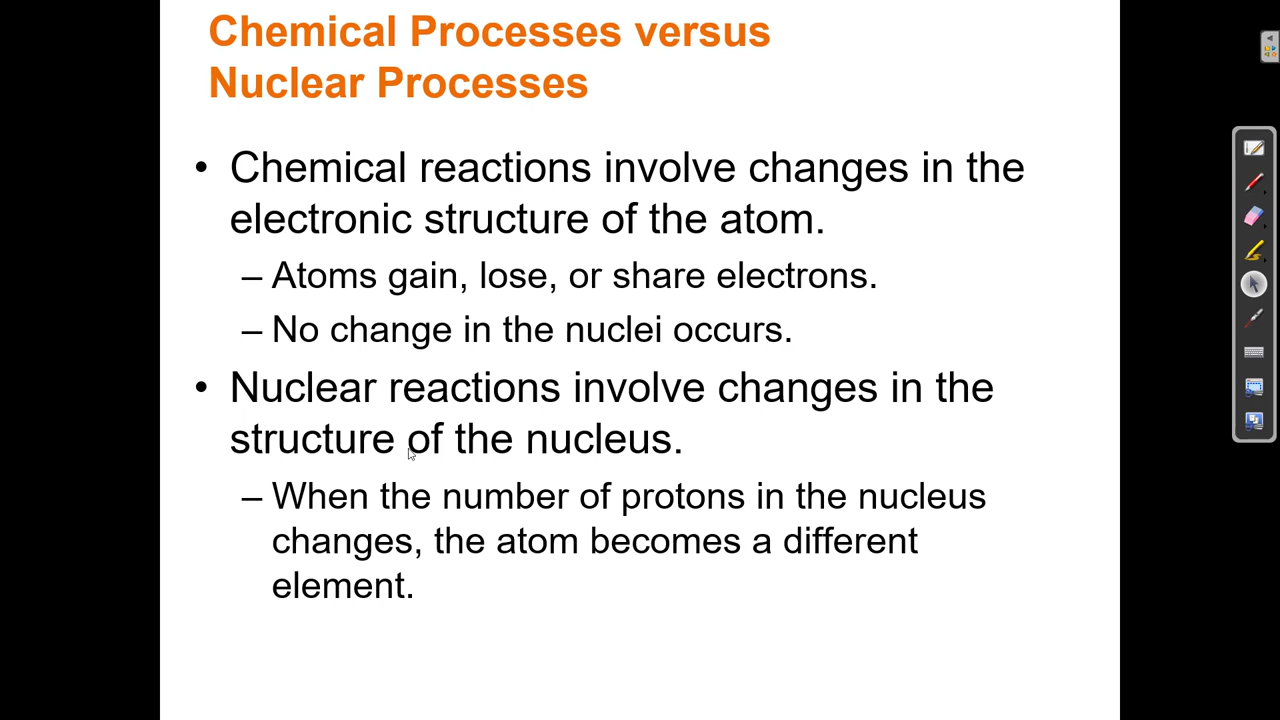 Chemical Processes versus
Nuclear Processes
• Chemical reactions involve changes in the
electronic structure of the atom.
– Atoms gain, lose, or share electrons.
– No change in the nuclei occurs.
• Nuclear reactions involve changes in the
structure of the nucleus.
– When the number of protons in the nucleus
changes, the atom becomes a different
element.